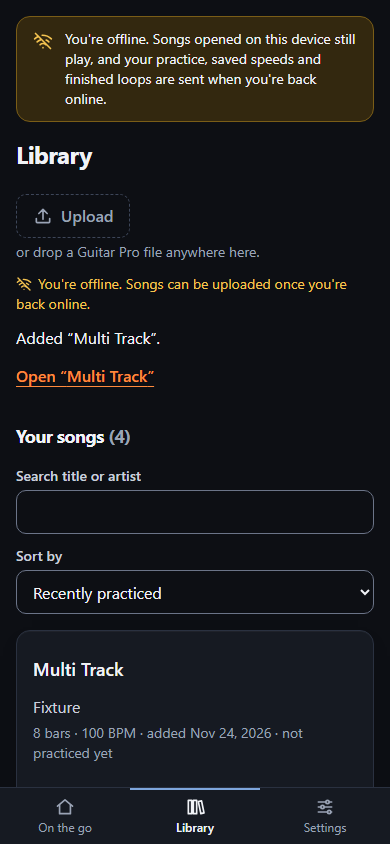 You're offline. Songs opened on this device still
play, and your practice, saved speeds and
finished loops are sent when you're back
online.
Library
Upload
or drop a Guitar Pro file anywhere here.
You're offline. Songs can be uploaded once you're
back online.
Added “Multi Track”.
Open “Multi Track”
Your songs (4)
Search title or artist
Sort by
Recently practiced
Multi Track
Fixture
8 bars · 100 BPM · added Nov 24, 2026 · not
practiced yet
On the go
Library
Settings